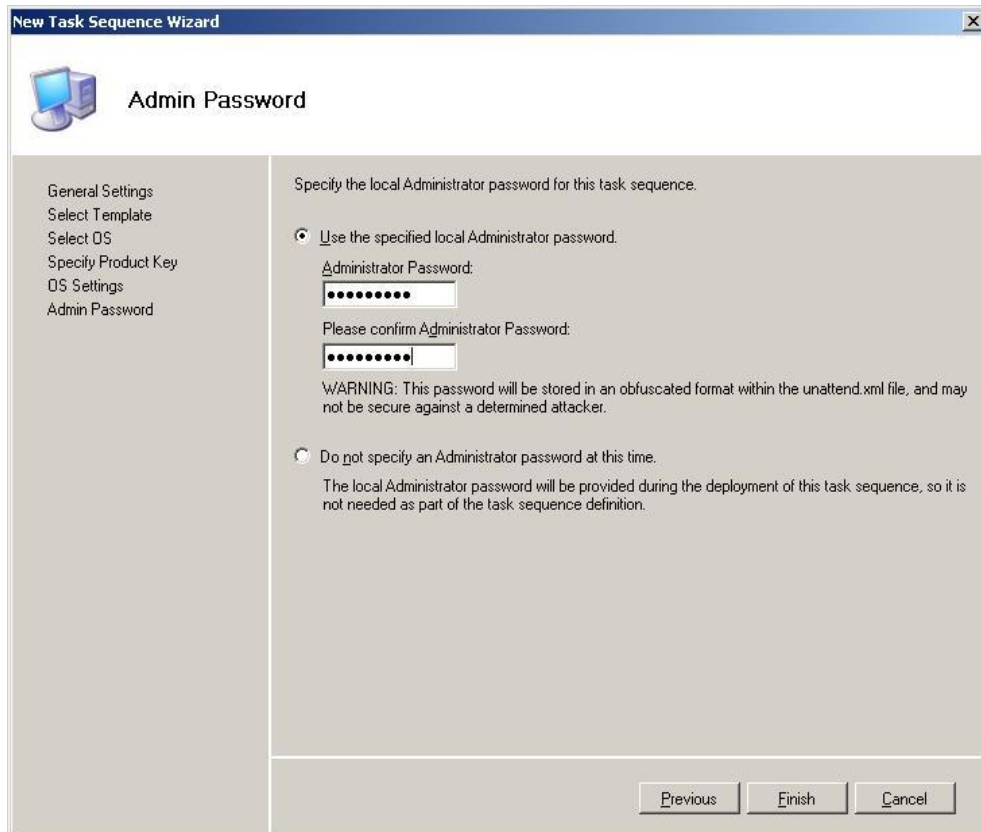 New Task Sequence Wizard
Admin Password
General Settings
Select Template
Select OS
Specify Product Key
OS Settings
Admin Password
Specify the local Administrator password for this task sequence.
Use the specified local Administrator password.
Administrator Password:
•••••••••
Please confirm Administrator Password:
•••••••••
WARNING: This password will be stored in an obfuscated format within the unattend.xml file, and may
not be secure against a determined attacker.
Do not specify an Administrator password at this time.
The local Administrator password will be provided during the deployment of this task sequence, so it is
not needed as part of the task sequence definition.
Previous
Finish
Cancel